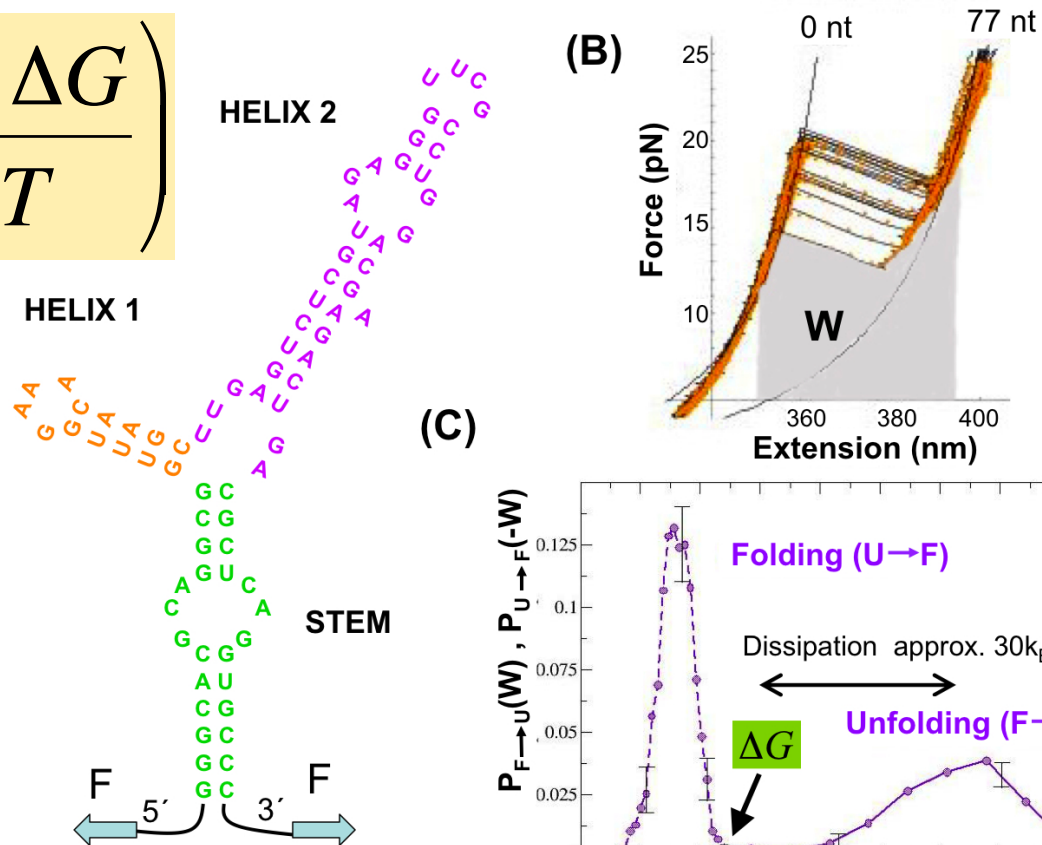 ΔG
T
)
HELIX 2
U U C G
G C
G C
A G U
G G
A
U A G
G C
C G
U A A
C G
U A
G C
G A U
U
U G
A
HELIX 1
A A A A
G G C A A G C
U U U G
G C
C G
G C
G U
A C
C A
G G
C G
A U
C G
G C
G C
G C
STEM
F
F
5´
3´
(B)
0 nt
77 nt
Force (pN)
25
20
15
10
W
360
380
400
Extension (nm)
(C)
P F→U(W) , P U→F(-W)
0.125
0.1
0.075
0.05
0.025
Folding (U→F)
Dissipation approx. 30k
Unfolding (F
ΔG